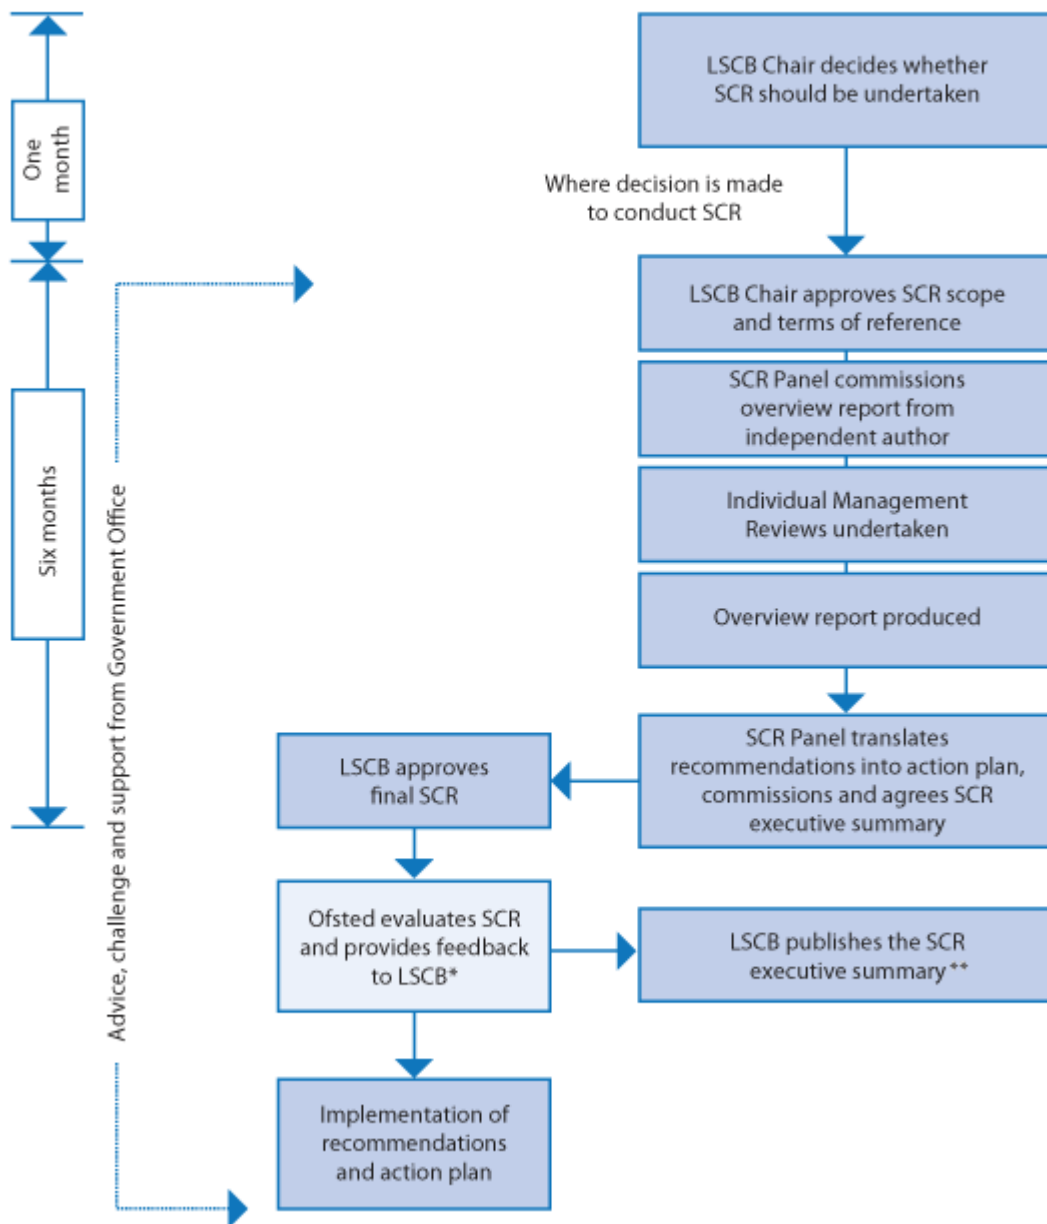 One
month
LSCB Chair decides whether
SCR should be undertaken
Where decision is made
to conduct SCR
Six months
Advice, challenge and support from Government Office
LSCB Chair approves SCR scope
and terms of reference
SCR Panel commissions
overview report from
independent author
Individual Management
Reviews undertaken
Overview report produced
SCR Panel translates
recommendations into action plan,
commissions and agrees SCR
executive summary
LSCB approves
final SCR
Ofsted evaluates SCR
and provides feedback
to LSCB*
LSCB publishes the SCR
executive summary**
Implementation of
recommendations
and action plan